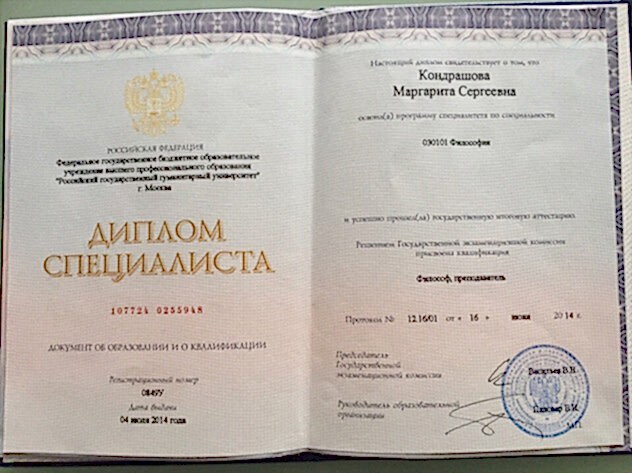 РОССИЙСКАЯ ФЕДЕРАЦИЯ
Федеральное государственное бюджетное образовательное
учреждение высшего профессионального образования
"Российский государственный гуманитарный университет"
г. Москва
ДИПЛОМ
СПЕЦИАЛИСТА
107724 0255948
ДОКУМЕНТ ОБ ОБРАЗОВАНИИ И О КВАЛИФИКАЦИИ
Регистрационный номер
Дата выдачи
04 июля 2014 года
Настоящий диплом свидетельствует о том, что
Кондрашова
Маргарита Сергеевна
освоил(а) программу специалитета по специальности
030101 Философия
и успешно прошел(ла) государственную итоговую аттестацию
Решением Государственной экзаменационной комиссии
присвоена квалификация
Философ, преподаватель
Протокол № 12.16/01 от « 16 » июня 2014 г.
Председатель
Государственной
экзаменационной комиссии
Руководитель образовательной
организации
М.П.